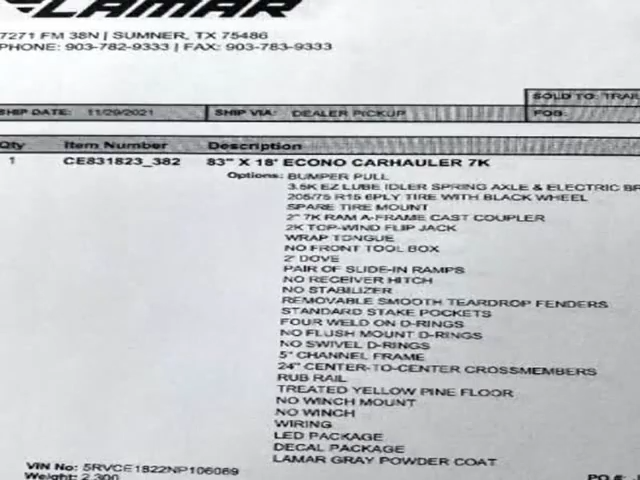 LAMAR
7271 FM 38N | SUMNER, TX 75486
PHONE: 903-782-9333 | FAX: 903-783-9333
SOLD TO: TRAIL
SHIP DATE: 11/29/2021 SHIP VIA: DEALER PICKUP FOB:
Qty Item Number Description
1 CE831823_382 83" X 18' ECONO CARHAULER 7K
Options: BUMPER PULL
3.5K EZ LUBE IDLER SPRING AXLE & ELECTRIC BR
205/75 R15 6PLY TIRE WITH BLACK WHEEL
SPARE TIRE MOUNT
2" 7K RAM A-FRAME CAST COUPLER
2K TOP-WIND FLIP JACK
WRAP TONGUE
NO FRONT TOOL BOX
2' DOVE
PAIR OF SLIDE-IN RAMPS
NO RECEIVER HITCH
NO STABILIZER
REMOVABLE SMOOTH TEARDROP FENDERS
STANDARD STAKE POCKETS
FOUR WELD ON D-RINGS
NO FLUSH MOUNT D-RINGS
NO SWIVEL D-RINGS
5" CHANNEL FRAME
24" CENTER-TO-CENTER CROSSMEMBERS
RUB RAIL
TREATED YELLOW PINE FLOOR
NO WINCH MOUNT
NO WINCH
WIRING
LED PACKAGE
DECAL PACKAGE
LAMAR GRAY POWDER COAT
VIN No: 5RVCE1822NP106069
Weight: 2,300 PO #: